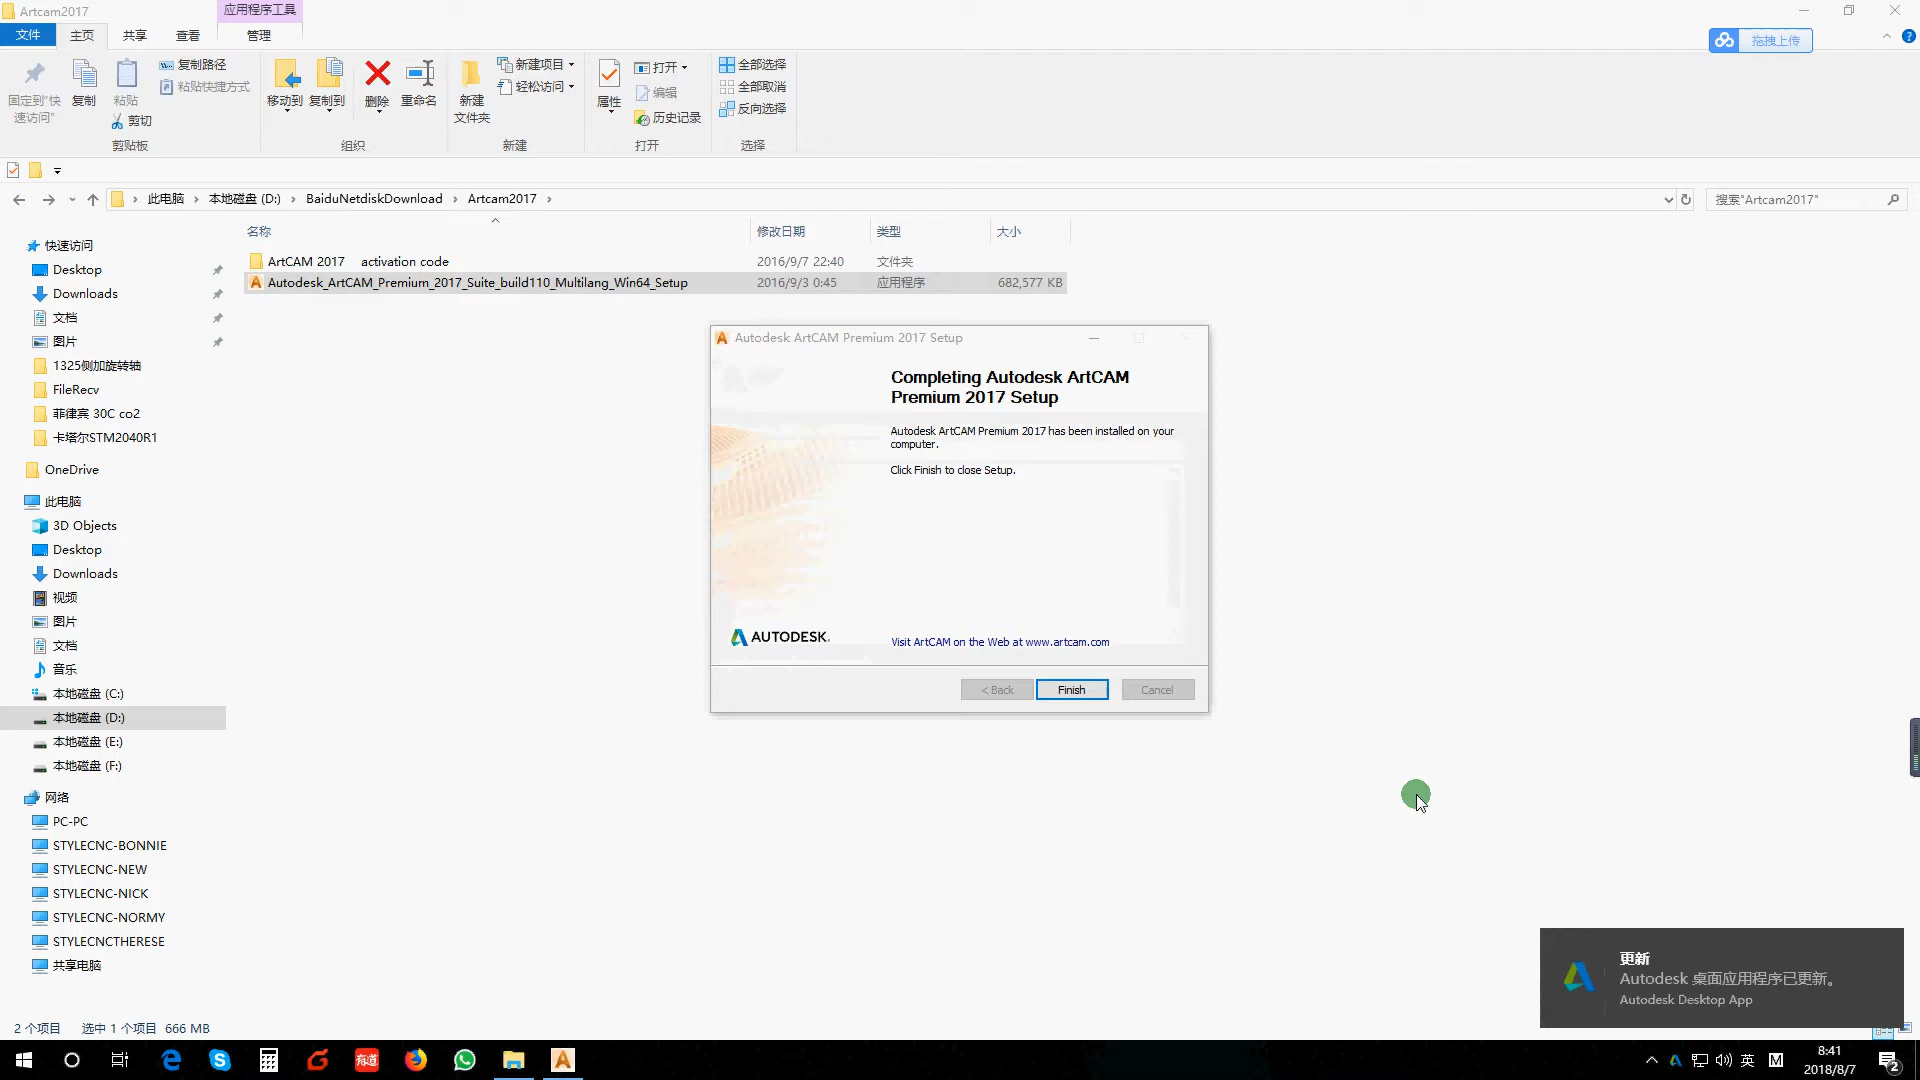 Artcam2017
应用程序工具
文件
主页
共享
查看
管理
拖拽上传
固定到"快速访问"
复制
粘贴
复制路径
粘贴快捷方式
剪切
剪贴板
移动到
复制到
删除
重命名
组织
新建
文件夹
新建项目
轻松访问
新建
属性
打开
编辑
历史记录
打开
全部选择
全部取消
反向选择
选择
此电脑 > 本地磁盘 (D:) > BaiduNetdiskDownload > Artcam2017 >
搜索"Artcam2017"
名称 修改日期 类型 大小
ArtCAM 2017 activation code 2016/9/7 22:40 文件夹
Autodesk_ArtCAM_Premium_2017_Suite_build110_Multilang_Win64_Setup 2016/9/3 0:45 应用程序 682,577 KB
快速访问
Desktop
Downloads
文档
图片
1325侧加旋转轴
FileRecv
菲律宾 30C co2
卡塔尔STM2040R1
OneDrive
此电脑
3D Objects
Desktop
Downloads
视频
图片
文档
音乐
本地磁盘 (C:)
本地磁盘 (D:)
本地磁盘 (E:)
本地磁盘 (F:)
网络
PC-PC
STYLECNC-BONNIE
STYLECNC-NEW
STYLECNC-NICK
STYLECNC-NORMY
STYLECNCTHERESE
共享电脑
Autodesk ArtCAM Premium 2017 Setup
Completing Autodesk ArtCAM
Premium 2017 Setup
Autodesk ArtCAM Premium 2017 has been installed on your
computer.
Click Finish to close Setup.
AUTODESK.
Visit ArtCAM on the Web at www.artcam.com
< Back
Finish
Cancel
更新
Autodesk 桌面应用程序已更新。
Autodesk Desktop App
2 个项目 选中 1 个项目 666 MB
有道
英
M
8:41
2018/8/7
2